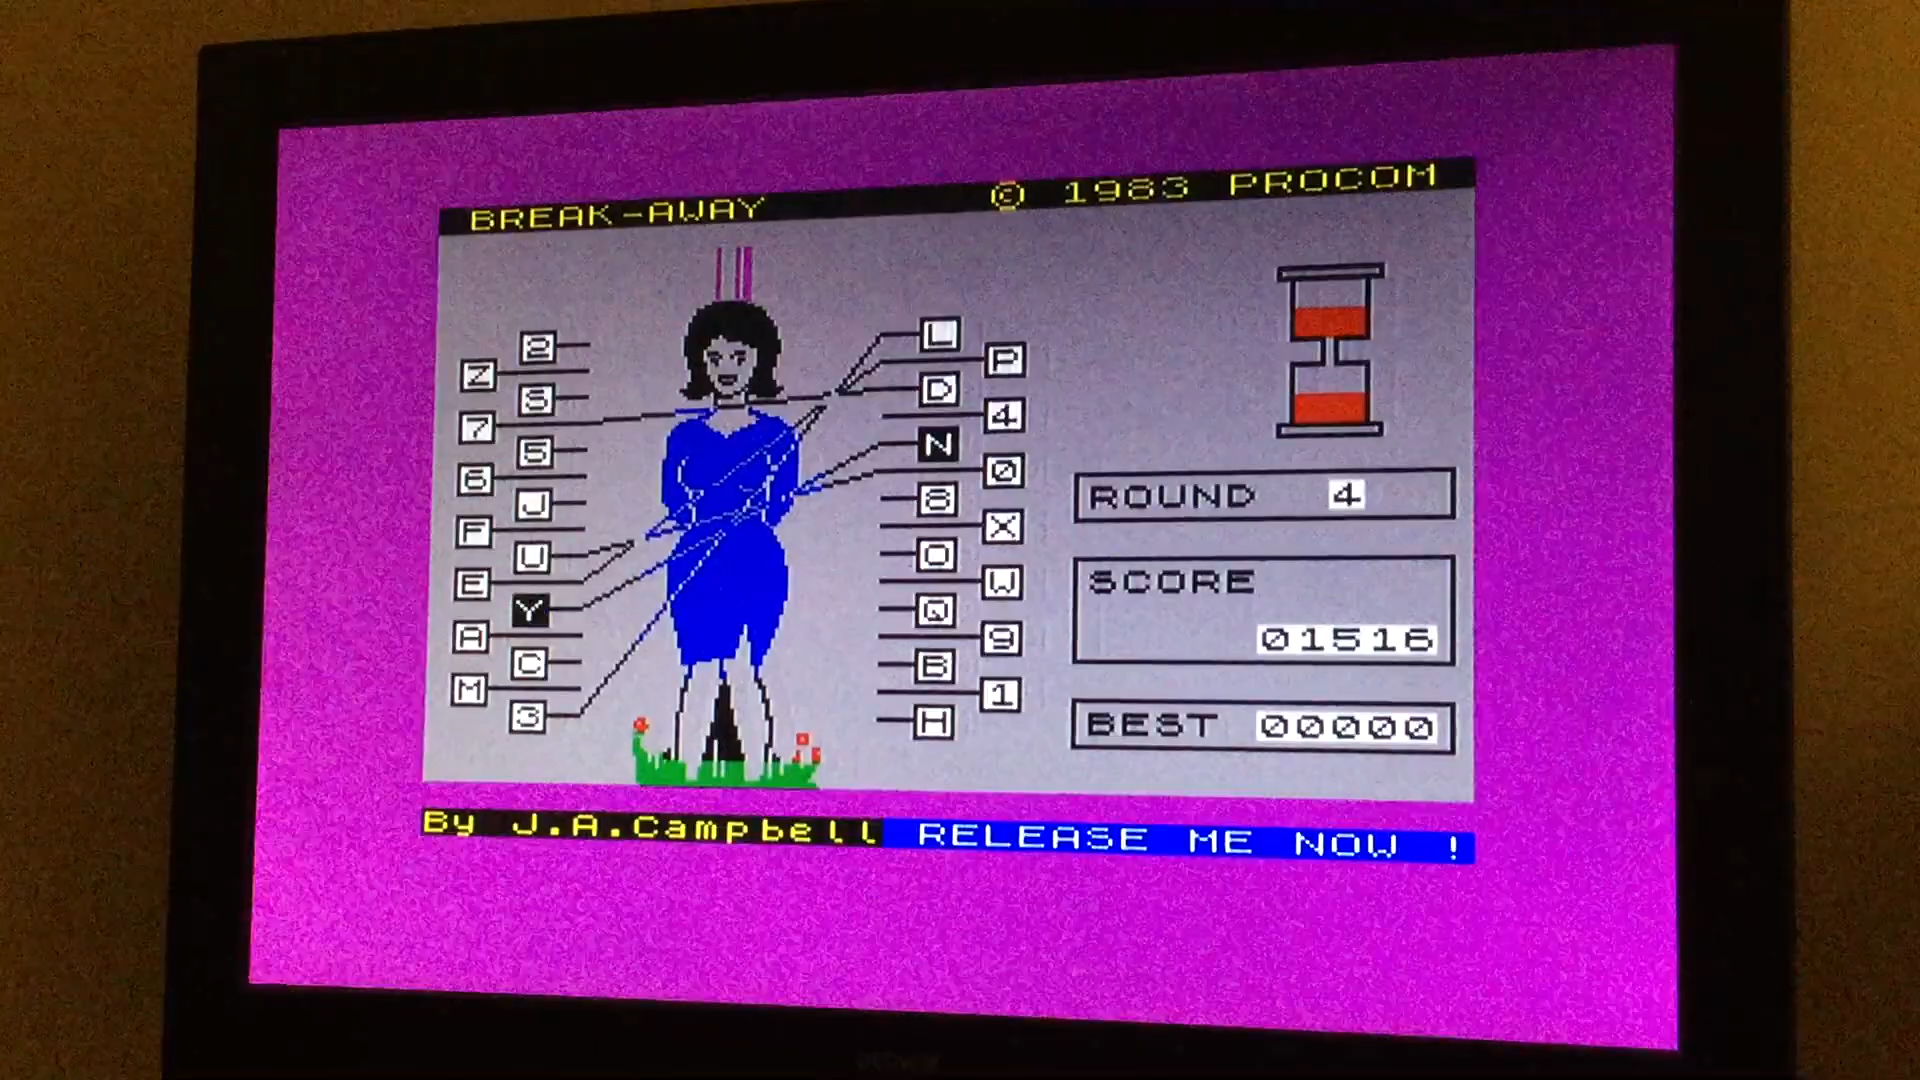 BREAK-AWAY © 1983 PROCOM
2
Z
S
7
5
6
J
F
U
E
Y
A
C
M
3
L
P
D
4
N
0
8
X
O
W
Q
9
B
1
H
ROUND 4
SCORE
01516
BEST 00000
By J.A.Campbell RELEASE ME NOW !